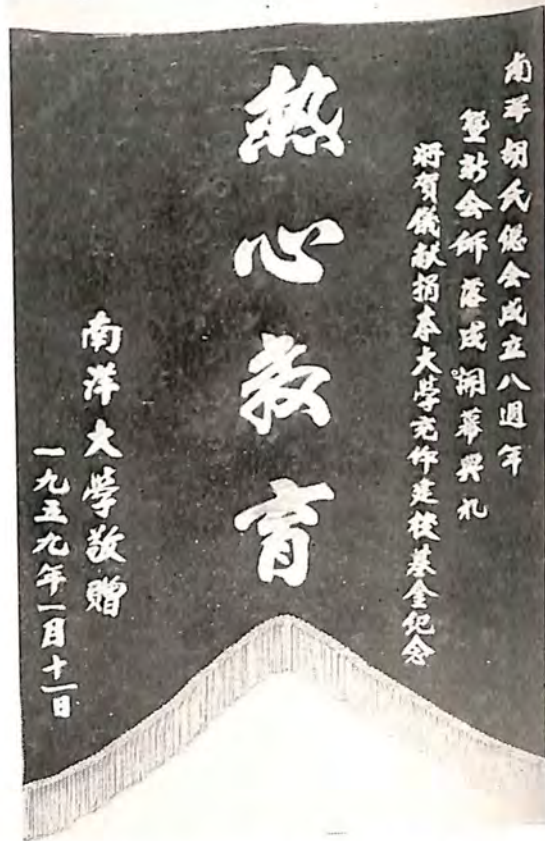 南洋胡氏總会成立八週年
暨新会所落成開幕典礼
將賀儀献捐本大學充作建校基金纪念
熱心教育
南洋大學敬贈
一九五九年一月十一日